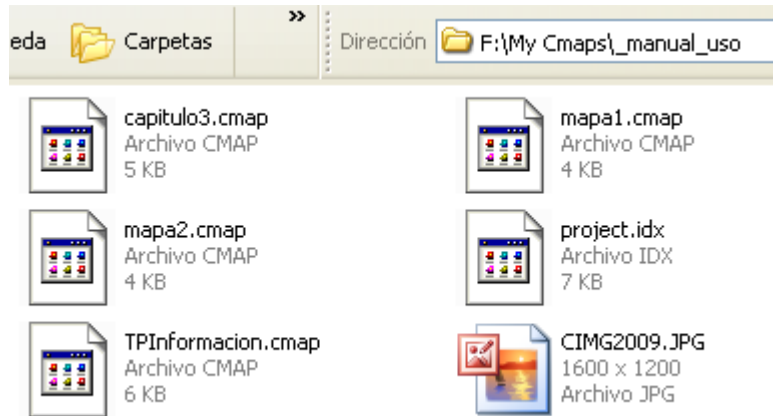 eda Carpetas » Dirección F:\My Cmaps\_manual_uso
capitulo3.cmap
Archivo CMAP
5 KB
mapa1.cmap
Archivo CMAP
4 KB
mapa2.cmap
Archivo CMAP
4 KB
project.idx
Archivo IDX
7 KB
TPInformacion.cmap
Archivo CMAP
6 KB
CIMG2009.JPG
1600 x 1200
Archivo JPG